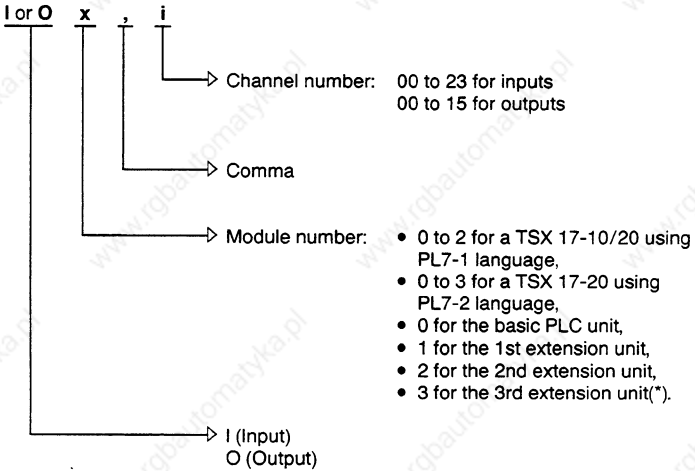 I or O x , i
Channel number: 00 to 23 for inputs
00 to 15 for outputs
Comma
Module number: • 0 to 2 for a TSX 17-10/20 using
PL7-1 language,
• 0 to 3 for a TSX 17-20 using
PL7-2 language,
• 0 for the basic PLC unit,
• 1 for the 1st extension unit,
• 2 for the 2nd extension unit,
• 3 for the 3rd extension unit(*).
I (Input)
O (Output)
www.rgbautomatyka.pl